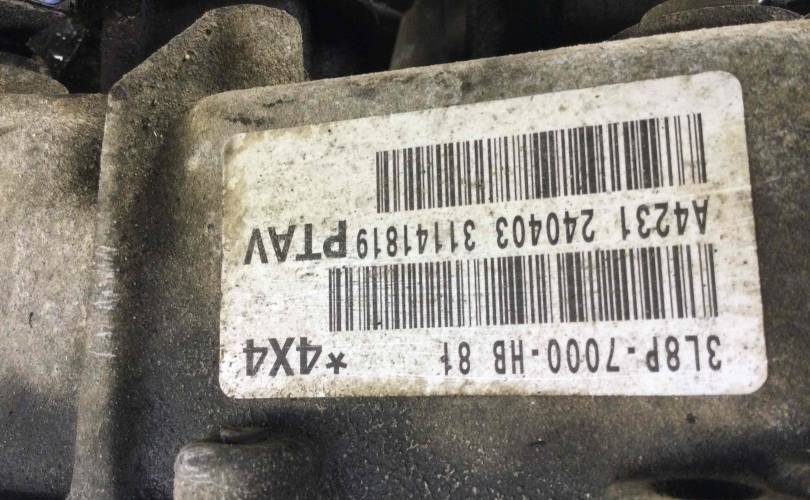 3L8P-7000-HB 81 *4X4
A4231 240403 31141819 PTAV